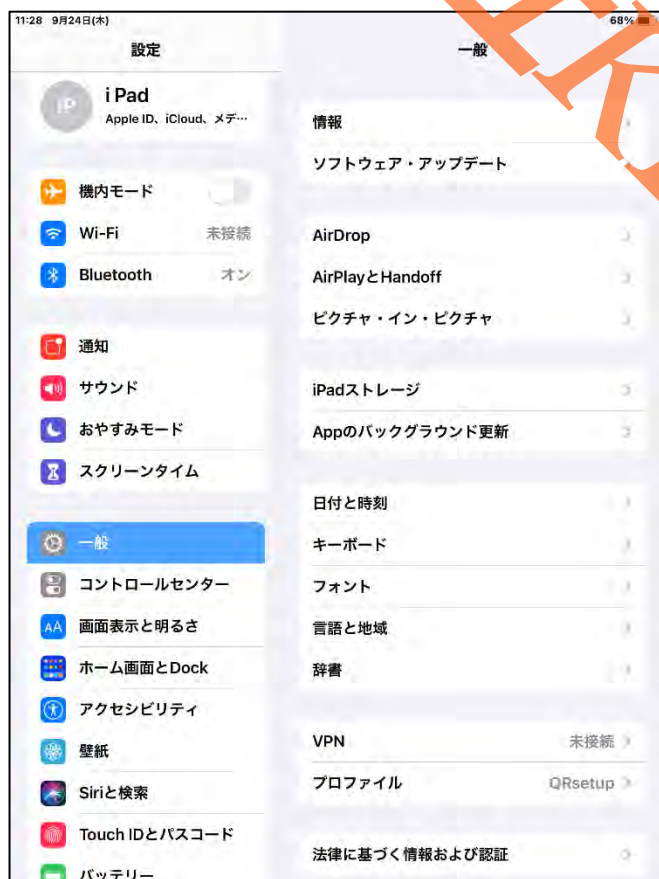 11:28 9月24日(木)
68%
設定
iPad
Apple ID、iCloud、メデ…
機内モード
Wi-Fi 未接続
Bluetooth オン
通知
サウンド
おやすみモード
スクリーンタイム
一般
コントロールセンター
画面表示と明るさ
ホーム画面とDock
アクセシビリティ
壁紙
Siriと検索
Touch IDとパスコード
バッテリー
一般
情報
ソフトウェア・アップデート
AirDrop
AirPlayとHandoff
ピクチャ・イン・ピクチャ
iPadストレージ
Appのバックグラウンド更新
日付と時刻
キーボード
フォント
言語と地域
辞書
VPN 未接続
プロファイル QRsetup
法律に基づく情報および認証